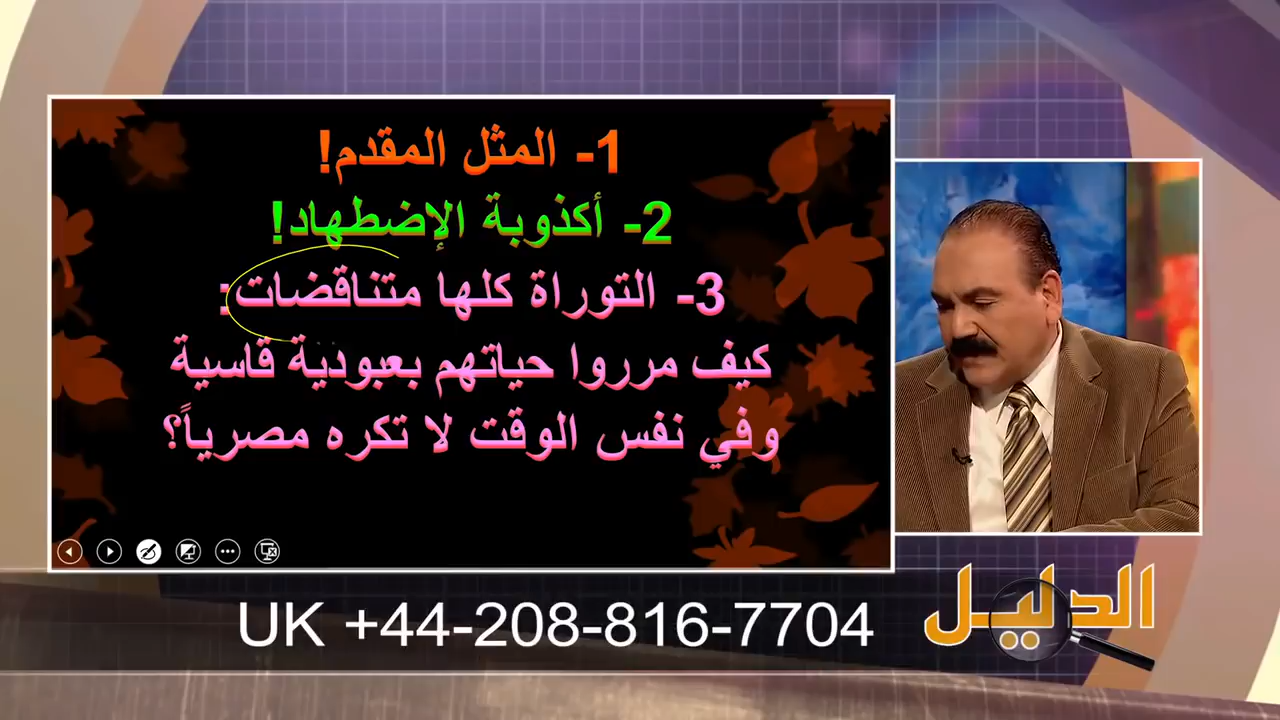 1- المثل المقدم!
2- أكذوبة الإضطهاد!
3- التوراة كلها متناقضات:
كيف مرروا حياتهم بعبودية قاسية
وفي نفس الوقت لا تكره مصرياً؟
UK +44-208-816-7704
الدليل